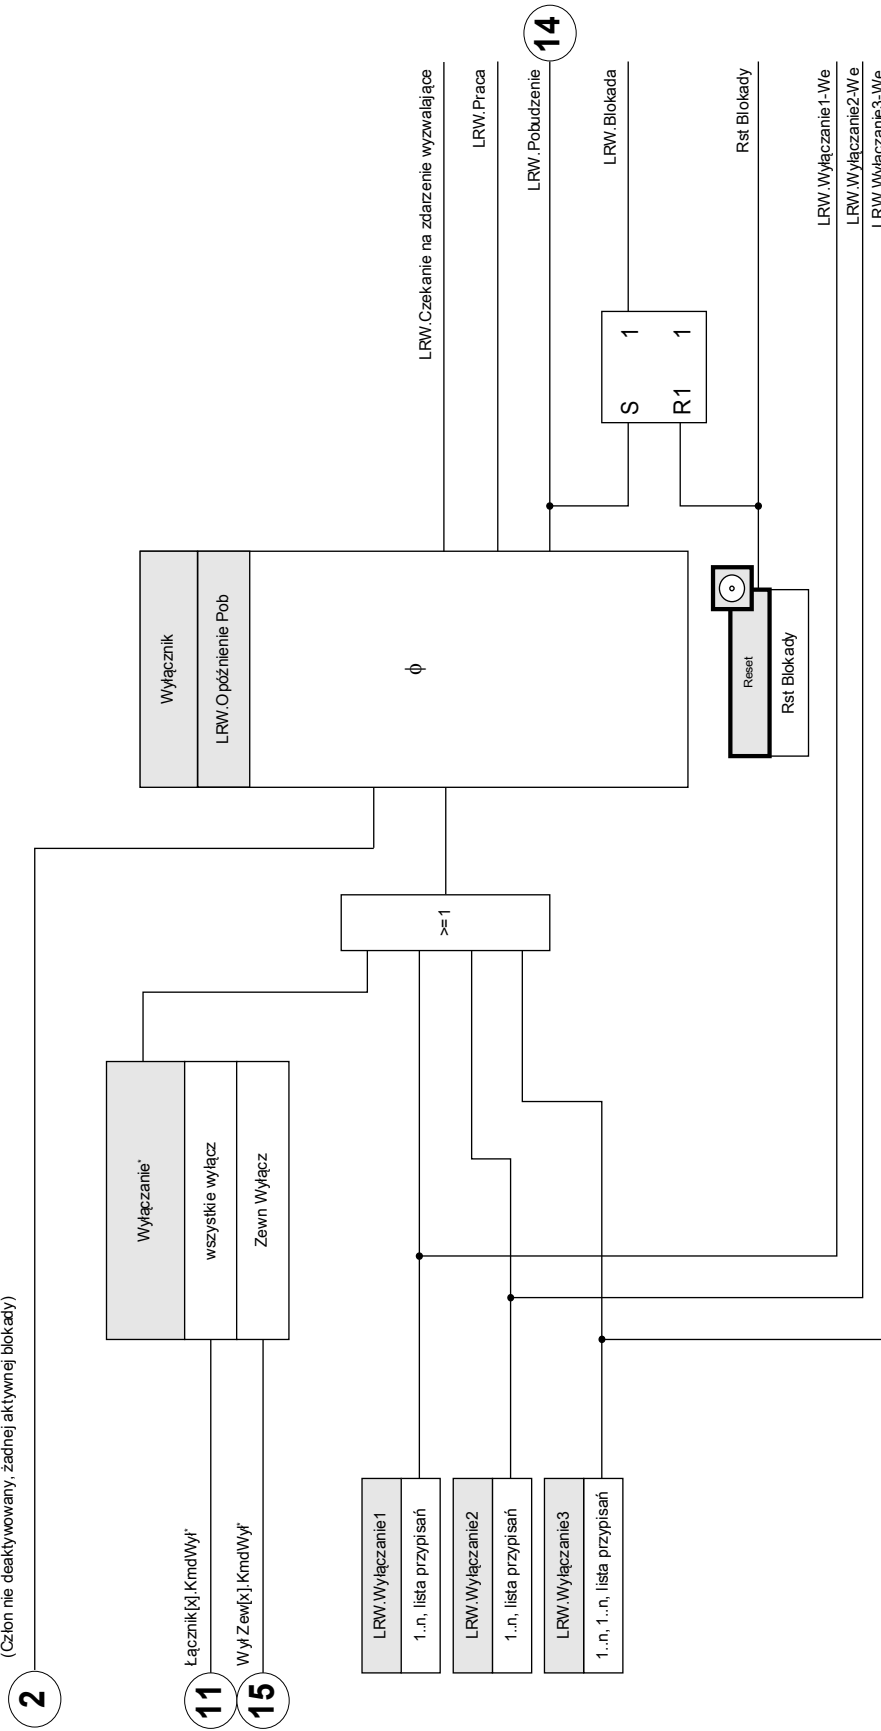 (Człon nie deaktywowany, żadnej aktywnej blokady)
2
Łącznik[x].KmdWył*
11
Wył Zew[x].KmdWył*
15
Wyłączanie*
wszystkie wyłącz
Zewn Wyłącz
LRW.Wyłączanie1
1..n, lista przypisań
LRW.Wyłączanie2
1..n, lista przypisań
LRW.Wyłączanie3
1..n, 1..n, lista przypisań
>=1
Wyłącznik
LRW.Opóźnienie Pob
φ
LRW.Czekanie na zdarzenie wyzwalające
LRW.Praca
LRW.Pobudzenie
14
S 1
R1 1
LRW.Blokada
Reset
Rst Blokady
Rst Blokady
LRW.Wyłączanie1-We
LRW.Wyłączanie2-We
LRW.Wyłączanie3-We